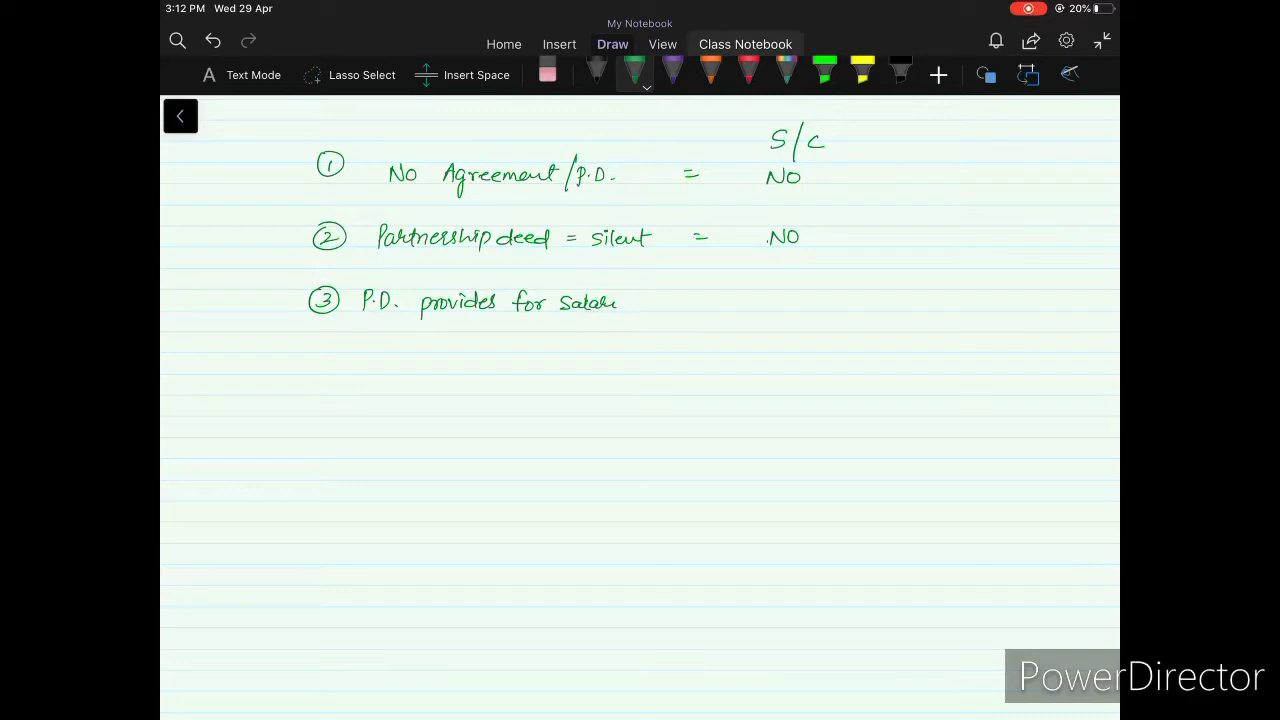 3:12 PM Wed 29 Apr 20%
My Notebook
Home Insert Draw View Class Notebook
A Text Mode Lasso Select Insert Space
S/C
① No Agreement/P.D. = NO
② Partnership deed = silent = NO
③ P.D. provides for
PowerDirector